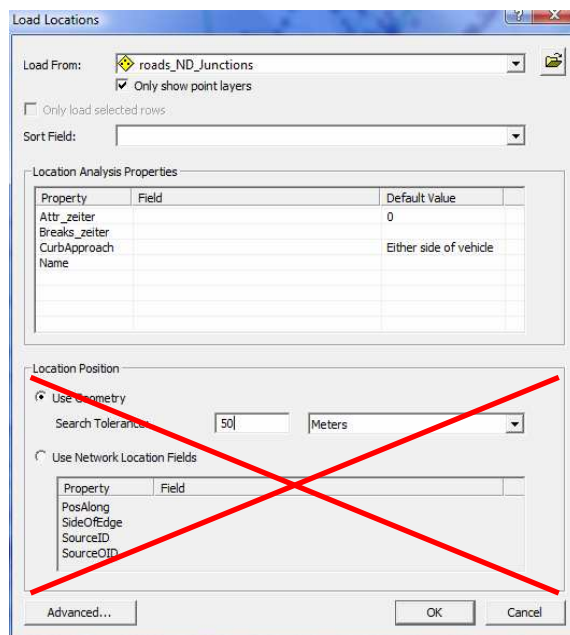 Load Locations
Load From: roads_ND_Junctions
Only show point layers
Only load selected rows
Sort Field:
Location Analysis Properties
Property Field Default Value
Attr_zeiter 0
Breaks_zeiter
CurbApproach Either side of vehicle
Name
Location Position
Use Geometry
Search Tolerance: 50 Meters
Use Network Location Fields
Property Field
PosAlong
SideOfEdge
SourceID
SourceOID
Advanced... OK Cancel